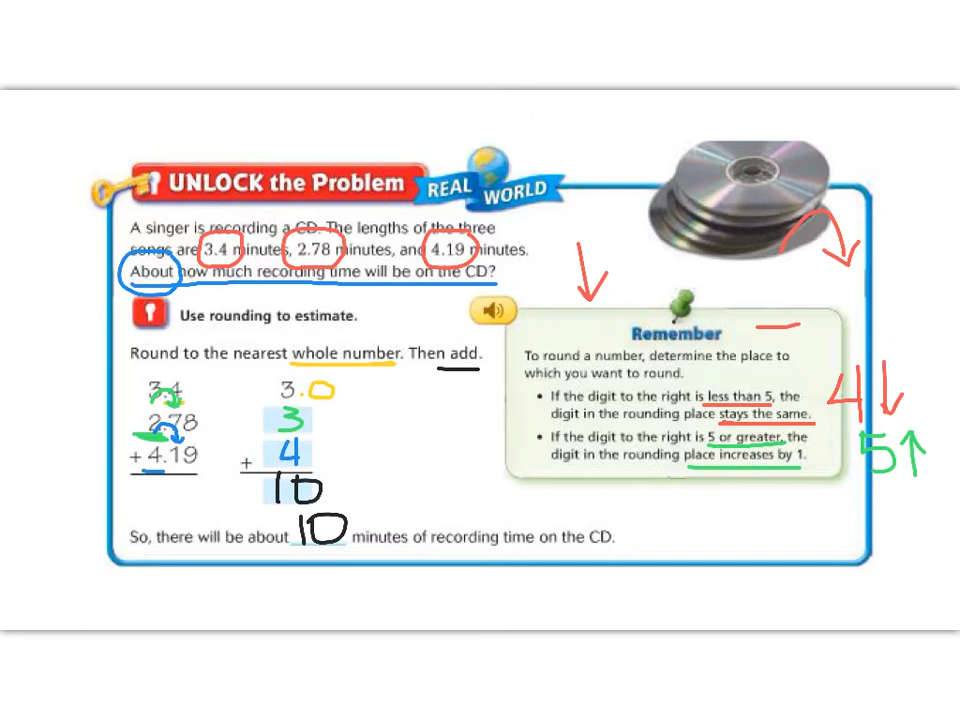 UNLOCK the Problem REAL WORLD
A singer is recording a CD. The lengths of the three
songs are 3.4 minutes, 2.78 minutes, and 4.19 minutes.
About how much recording time will be on the CD?
Use rounding to estimate.
Round to the nearest whole number. Then add.
3.4 3.0
2.78 3
+ 4.19 + 4
10
So, there will be about 10 minutes of recording time on the CD.
Remember
To round a number, determine the place to
which you want to round.
• If the digit to the right is less than 5, the
digit in the rounding place stays the same.
• If the digit to the right is 5 or greater, the
digit in the rounding place increases by 1.
4↓
5↑